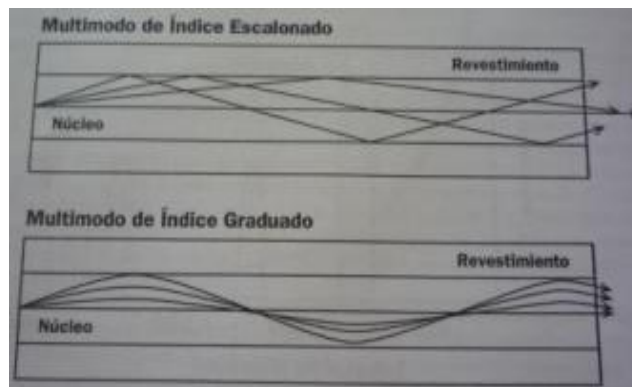 Multimodo de Índice Escalonado
Revestimiento
Núcleo
Multimodo de Índice Graduado
Revestimiento
Núcleo